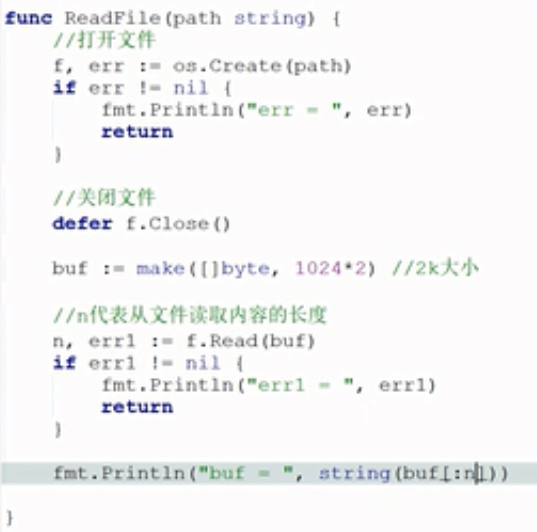 func ReadFile(path string) {
    //打开文件
    f, err := os.Create(path)
    if err != nil {
        fmt.Println("err = ", err)
        return
    }
    //关闭文件
    defer f.Close()
    buf := make([]byte, 1024*2) //2k大小
    //n代表从文件读取内容的长度
    n, err1 := f.Read(buf)
    if err1 != nil {
        fmt.Println("err1 = ", err1)
        return
    }
    fmt.Println("buf = ", string(buf[:n]))
}